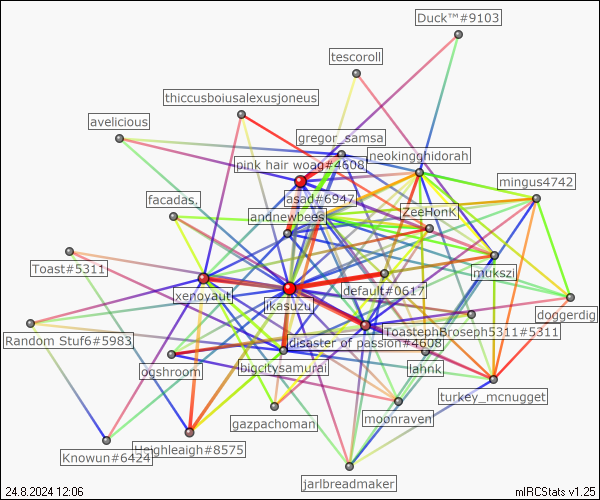 Duck™#9103
tescoroll
thiccusboiusalexusjoneus
avelicious
gregor_samsa
neokingghidorah
pink hair woag#4608
mingus4742
asad#6947
facadas.
ZeeHonk
andnewbees
mukszi
Toast#5311
default#0617
xenoyaut
ikasuzu
doggerdig
ToastephBroseph5311#5311
Random Stuf6#5983
disaster of passion#4608
ogshroom
bigcitysamurai
lahnk
turkey_mcnugget
moonraven
gazpachoman
Heighleigh#8575
Knowun#6424
jarlbreadmaker
24.8.2024 12:06
mIRCStats v1.25